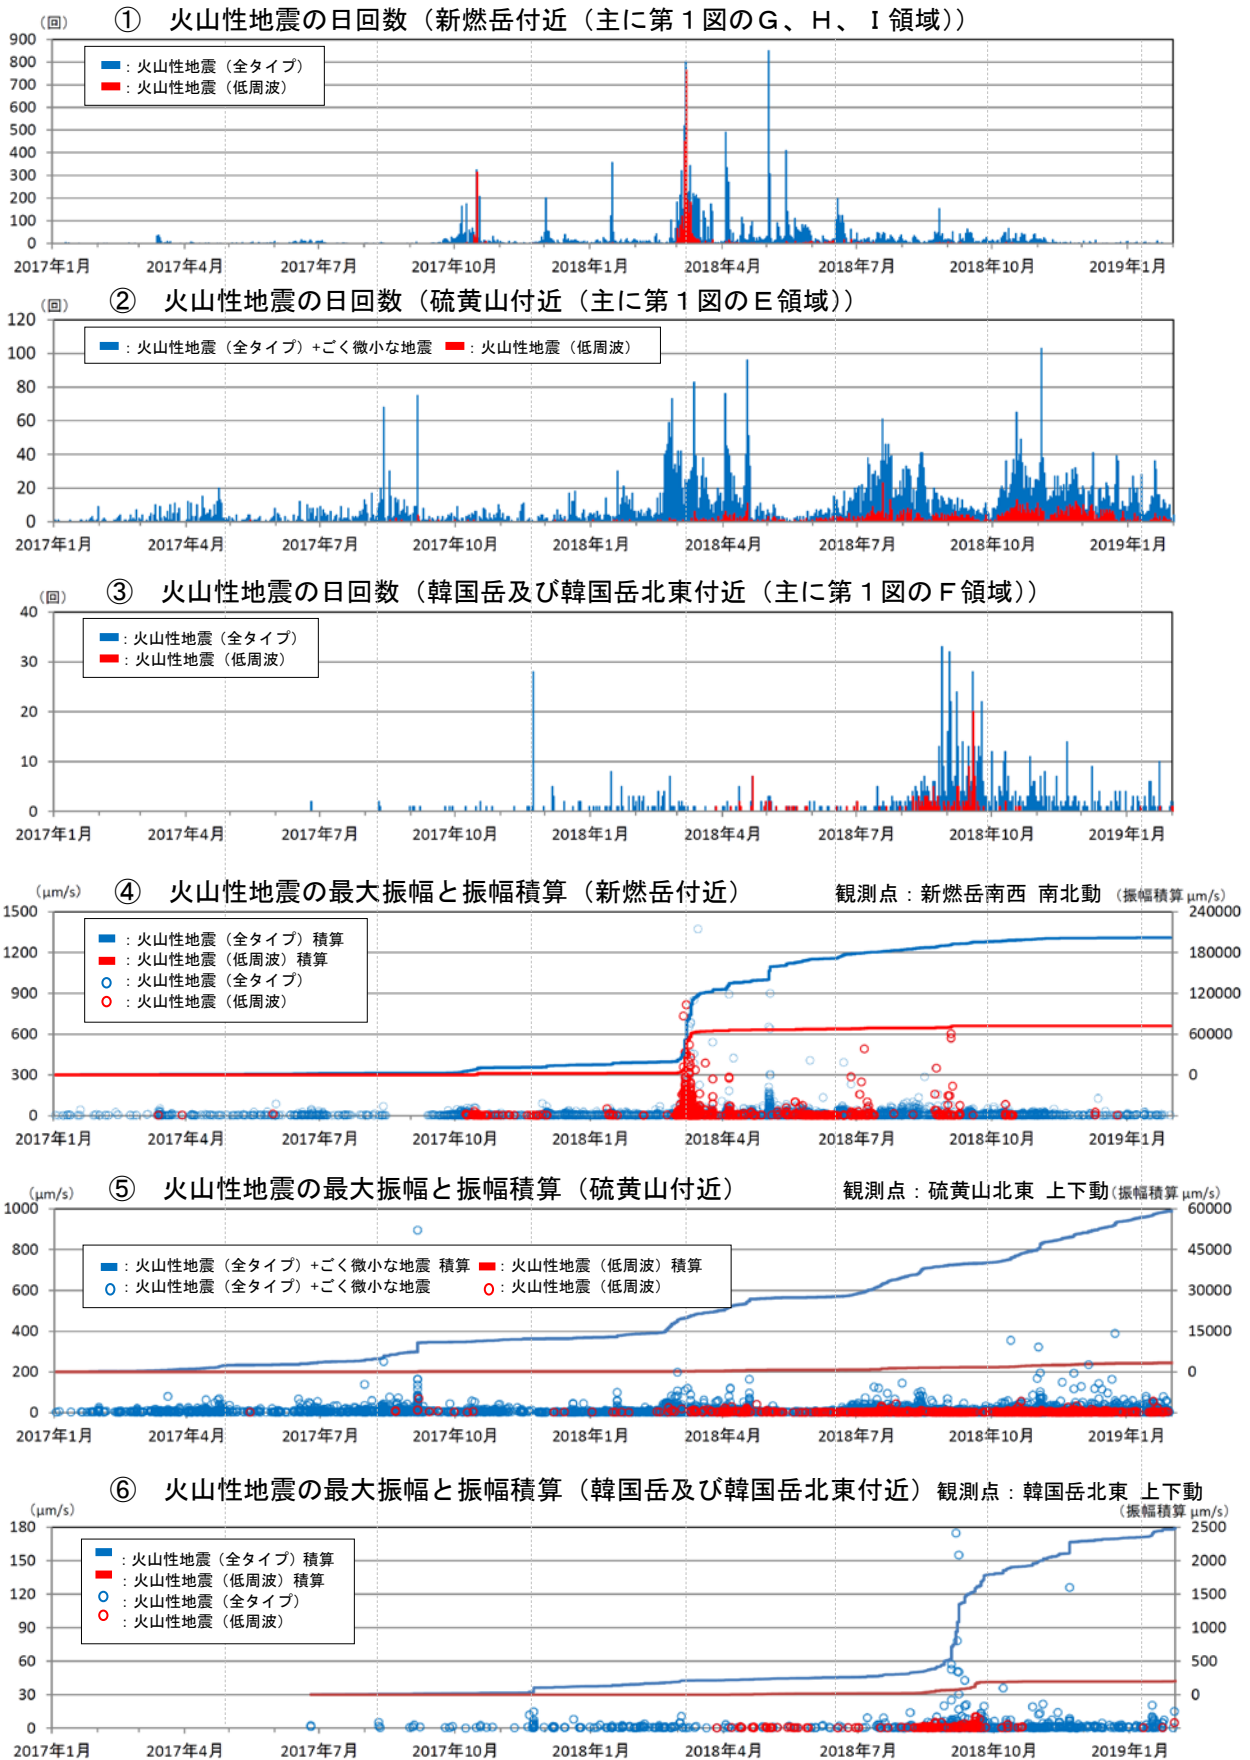 (回) ① 火山性地震の日回数（新燃岳付近（主に第１図のＧ、Ｈ、Ｉ領域））
900
800
700
600
500
400
300
200
100
0
：火山性地震（全タイプ）
：火山性地震（低周波）
2017年1月 2017年4月 2017年7月 2017年10月 2018年1月 2018年4月 2018年7月 2018年10月 2019年1月
(回) ② 火山性地震の日回数（硫黄山付近（主に第１図のＥ領域））
120
100
80
60
40
20
0
：火山性地震（全タイプ）+ごく微小な地震 ：火山性地震（低周波）
2017年1月 2017年4月 2017年7月 2017年10月 2018年1月 2018年4月 2018年7月 2018年10月 2019年1月
(回) ③ 火山性地震の日回数（韓国岳及び韓国岳北東付近（主に第１図のＦ領域））
40
30
20
10
0
：火山性地震（全タイプ）
：火山性地震（低周波）
2017年1月 2017年4月 2017年7月 2017年10月 2018年1月 2018年4月 2018年7月 2018年10月 2019年1月
(μm/s) ④ 火山性地震の最大振幅と振幅積算（新燃岳付近） 観測点：新燃岳南西 南北動 （振幅積算 μm/s）
1500 240000
1200 180000
900 120000
600 60000
300 0
0
：火山性地震（全タイプ）積算
：火山性地震（低周波）積算
：火山性地震（全タイプ）
：火山性地震（低周波）
2017年1月 2017年4月 2017年7月 2017年10月 2018年1月 2018年4月 2018年7月 2018年10月 2019年1月
(μm/s) ⑤ 火山性地震の最大振幅と振幅積算（硫黄山付近） 観測点：硫黄山北東 上下動（振幅積算 μm/s）
1000 60000
800 45000
600 30000
400 15000
200 0
0
：火山性地震（全タイプ）+ごく微小な地震 積算 ：火山性地震（低周波）積算
：火山性地震（全タイプ）+ごく微小な地震 ：火山性地震（低周波）
2017年1月 2017年4月 2017年7月 2017年10月 2018年1月 2018年4月 2018年7月 2018年10月 2019年1月
(μm/s) ⑥ 火山性地震の最大振幅と振幅積算（韓国岳及び韓国岳北東付近）観測点：韓国岳北東 上下動
（振幅積算 μm/s）
180 2500
150 2000
120 1500
90 1000
60 500
30 0
0
：火山性地震（全タイプ）積算
：火山性地震（低周波）積算
：火山性地震（全タイプ）
：火山性地震（低周波）
2017年1月 2017年4月 2017年7月 2017年10月 2018年1月 2018年4月 2018年7月 2018年10月 2019年1月